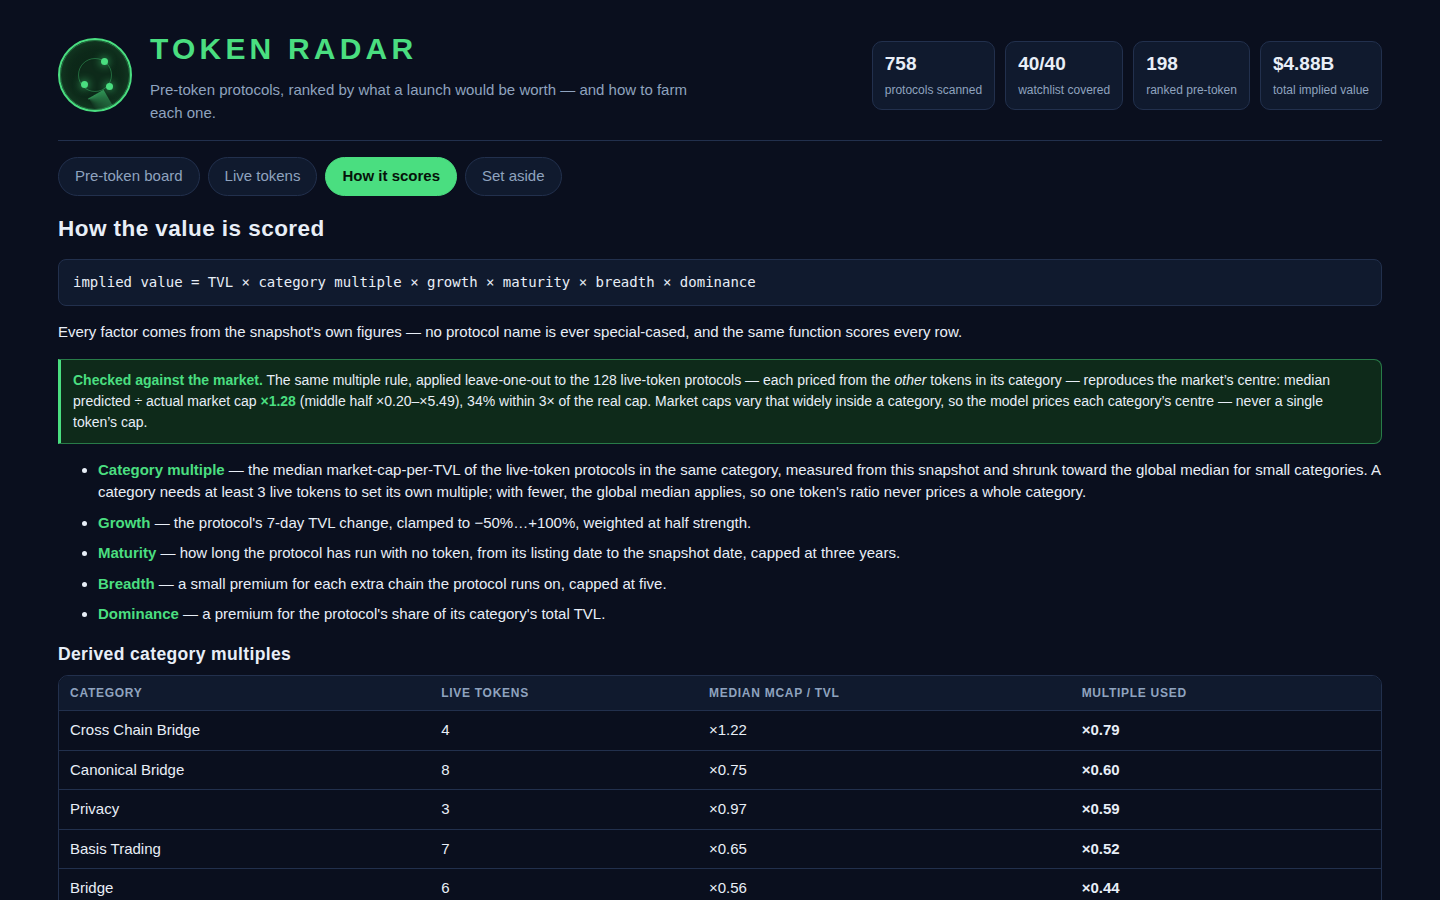 TOKEN RADAR
Pre-token protocols, ranked by what a launch would be worth — and how to farm
each one.
758
protocols scanned
40/40
watchlist covered
198
ranked pre-token
$4.88B
total implied value
Pre-token board
Live tokens
How it scores
Set aside
How the value is scored
implied value = TVL × category multiple × growth × maturity × breadth × dominance
Every factor comes from the snapshot's own figures — no protocol name is ever special-cased, and the same function scores every row.
Checked against the market. The same multiple rule, applied leave-one-out to the 128 live-token protocols — each priced from the other tokens in its category — reproduces the market’s centre: median
predicted ÷ actual market cap ×1.28 (middle half ×0.20–×5.49), 34% within 3× of the real cap. Market caps vary that widely inside a category, so the model prices each category’s centre — never a single
token’s cap.
• Category multiple — the median market-cap-per-TVL of the live-token protocols in the same category, measured from this snapshot and shrunk toward the global median for small categories. A
category needs at least 3 live tokens to set its own multiple; with fewer, the global median applies, so one token's ratio never prices a whole category.
• Growth — the protocol's 7-day TVL change, clamped to −50%…+100%, weighted at half strength.
• Maturity — how long the protocol has run with no token, from its listing date to the snapshot date, capped at three years.
• Breadth — a small premium for each extra chain the protocol runs on, capped at five.
• Dominance — a premium for the protocol's share of its category's total TVL.
Derived category multiples
CATEGORY LIVE TOKENS MEDIAN MCAP / TVL MULTIPLE USED
Cross Chain Bridge 4 ×1.22 ×0.79
Canonical Bridge 8 ×0.75 ×0.60
Privacy 3 ×0.97 ×0.59
Basis Trading 7 ×0.65 ×0.52
Bridge 6 ×0.56 ×0.44